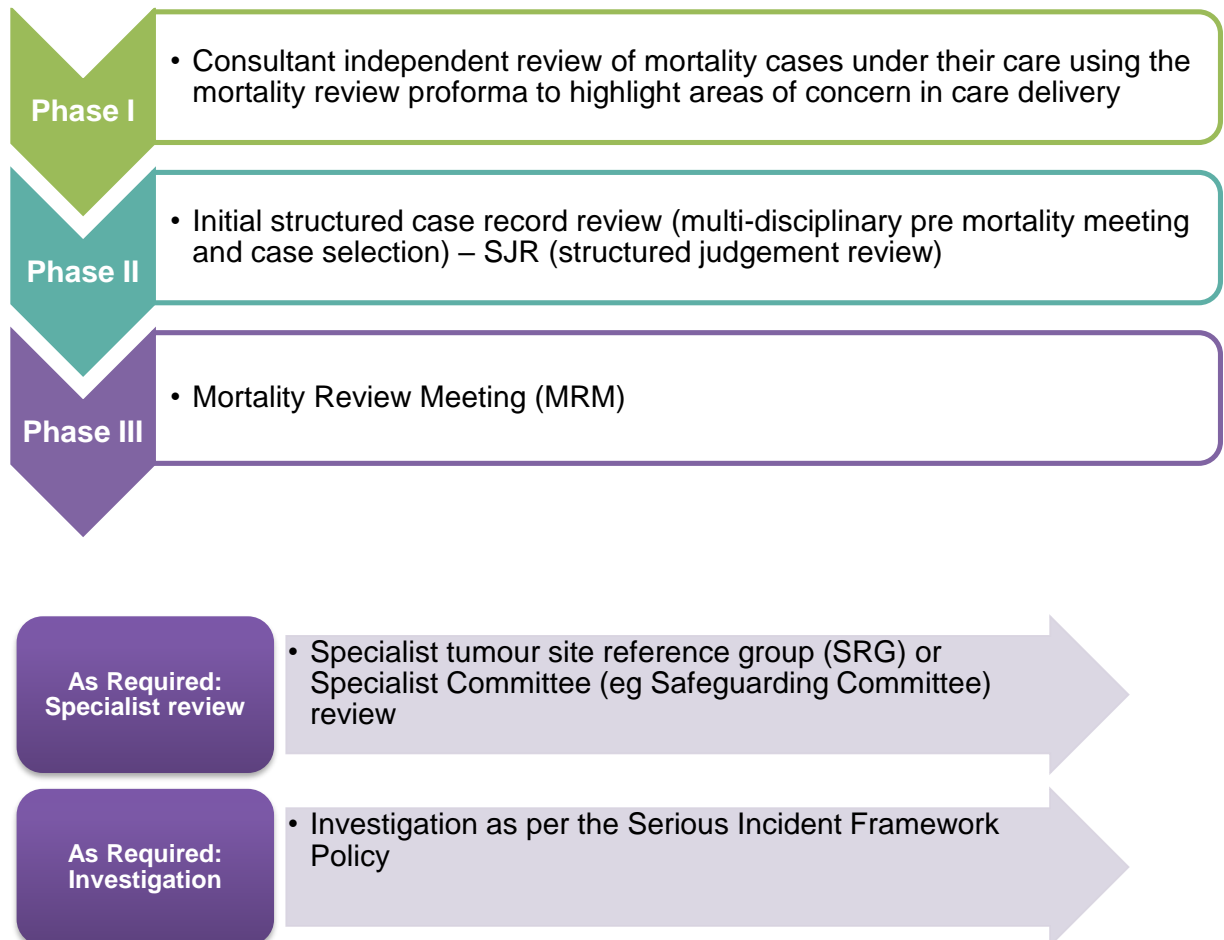 Phase I
• Consultant independent review of mortality cases under their care using the
mortality review proforma to highlight areas of concern in care delivery
Phase II
• Initial structured case record review (multi-disciplinary pre mortality meeting
and case selection) – SJR (structured judgement review)
Phase III
• Mortality Review Meeting (MRM)
As Required:
Specialist review
• Specialist tumour site reference group (SRG) or
Specialist Committee (eg Safeguarding Committee)
review
As Required:
Investigation
• Investigation as per the Serious Incident Framework
Policy